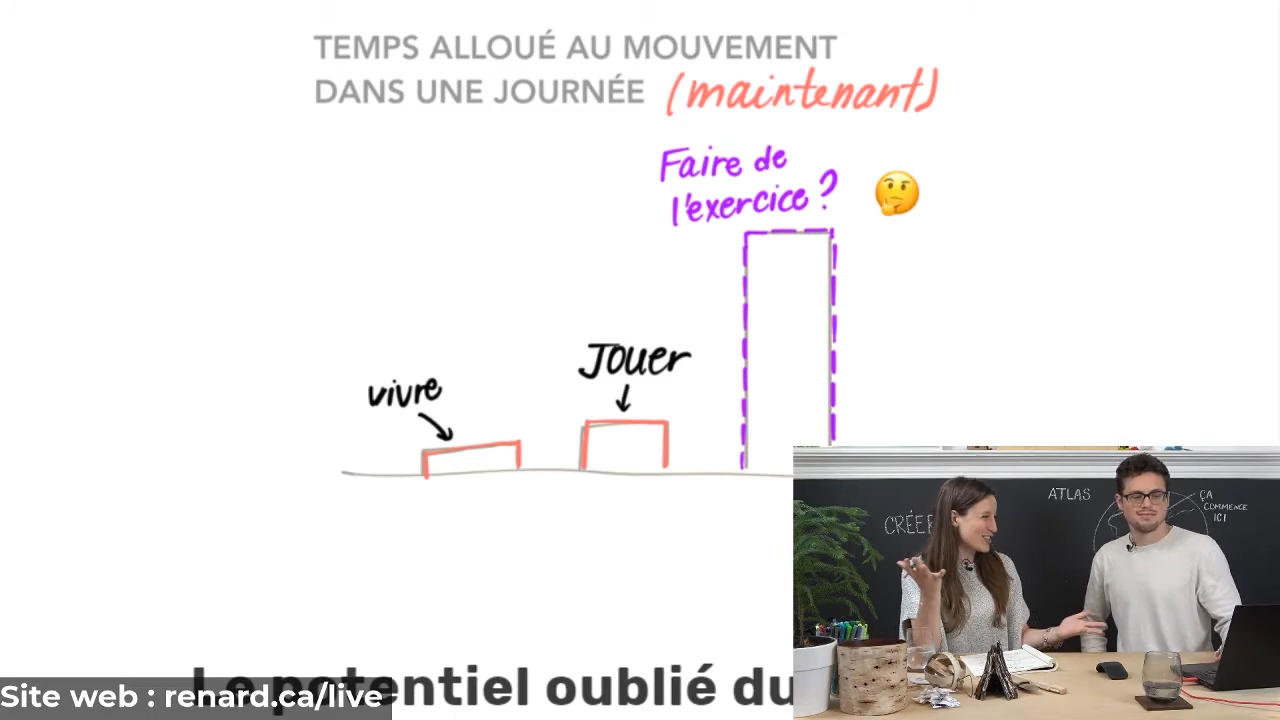 TEMPS ALLOUÉ AU MOUVEMENT
DANS UNE JOURNÉE (maintenant)
Faire de
l'exercice ?
Jouer
vivre
ATLAS
ÇA
COMMENCE
ICI
Le potentiel oublié du
Site web : renard.ca/live